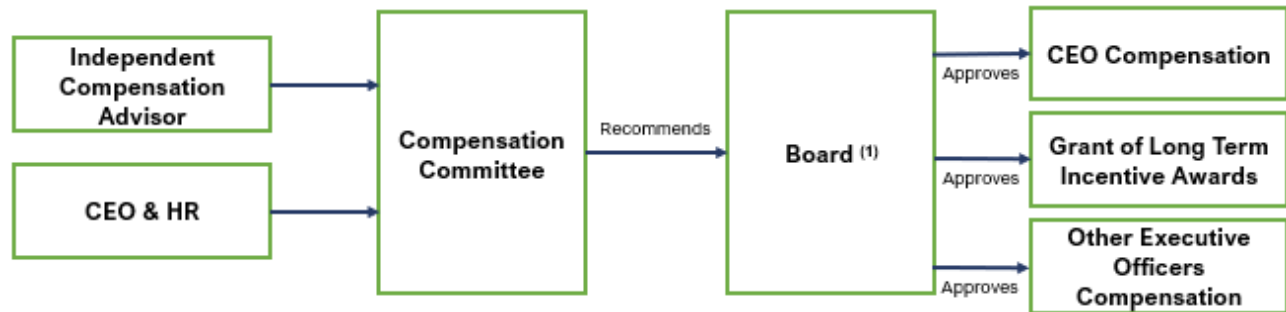 Independent
Compensation
Advisor
CEO & HR
Compensation
Committee
Recommends
Board (1)
Approves
CEO Compensation
Approves
Grant of Long Term
Incentive Awards
Approves
Other Executive
Officers
Compensation